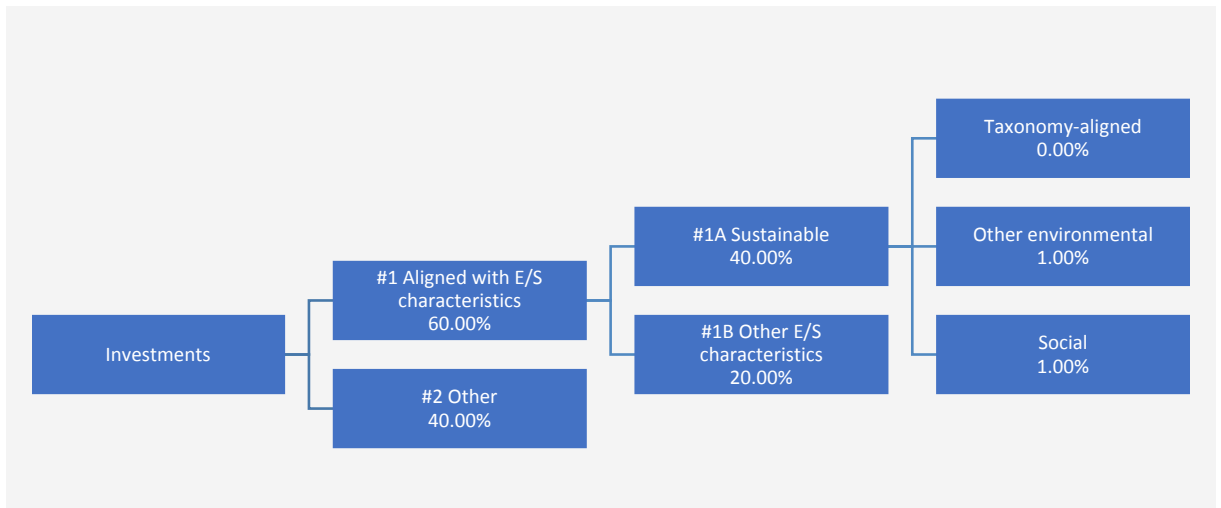 Investments
#1 Aligned with E/S
characteristics
60.00%
#2 Other
40.00%
#1A Sustainable
40.00%
#1B Other E/S
characteristics
20.00%
Taxonomy-aligned
0.00%
Other environmental
1.00%
Social
1.00%